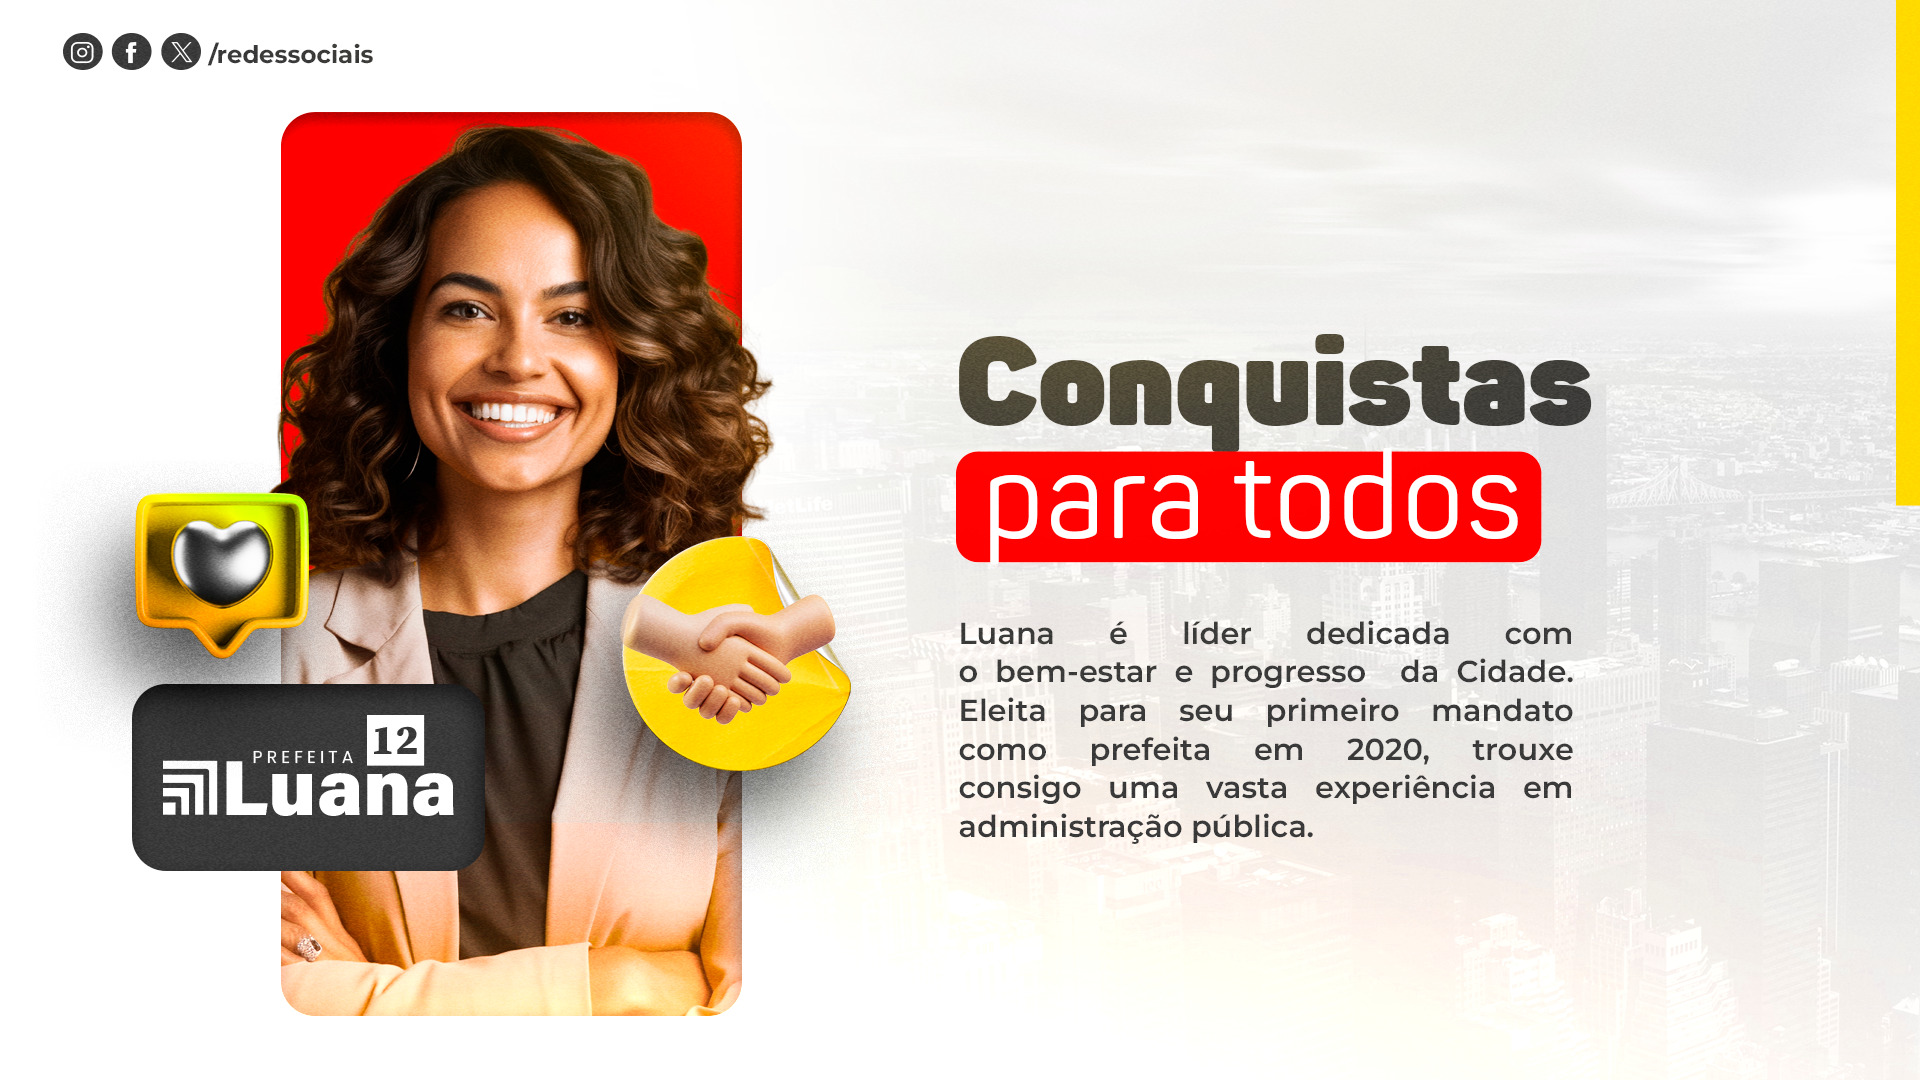 /redessociais
Conquistas
para todos
Luana é líder dedicada com
o bem-estar e progresso da Cidade.
Eleita para seu primeiro mandato
como prefeita em 2020, trouxe
consigo uma vasta experiência em
administração pública.
PREFEITA 12
Luana
etLife